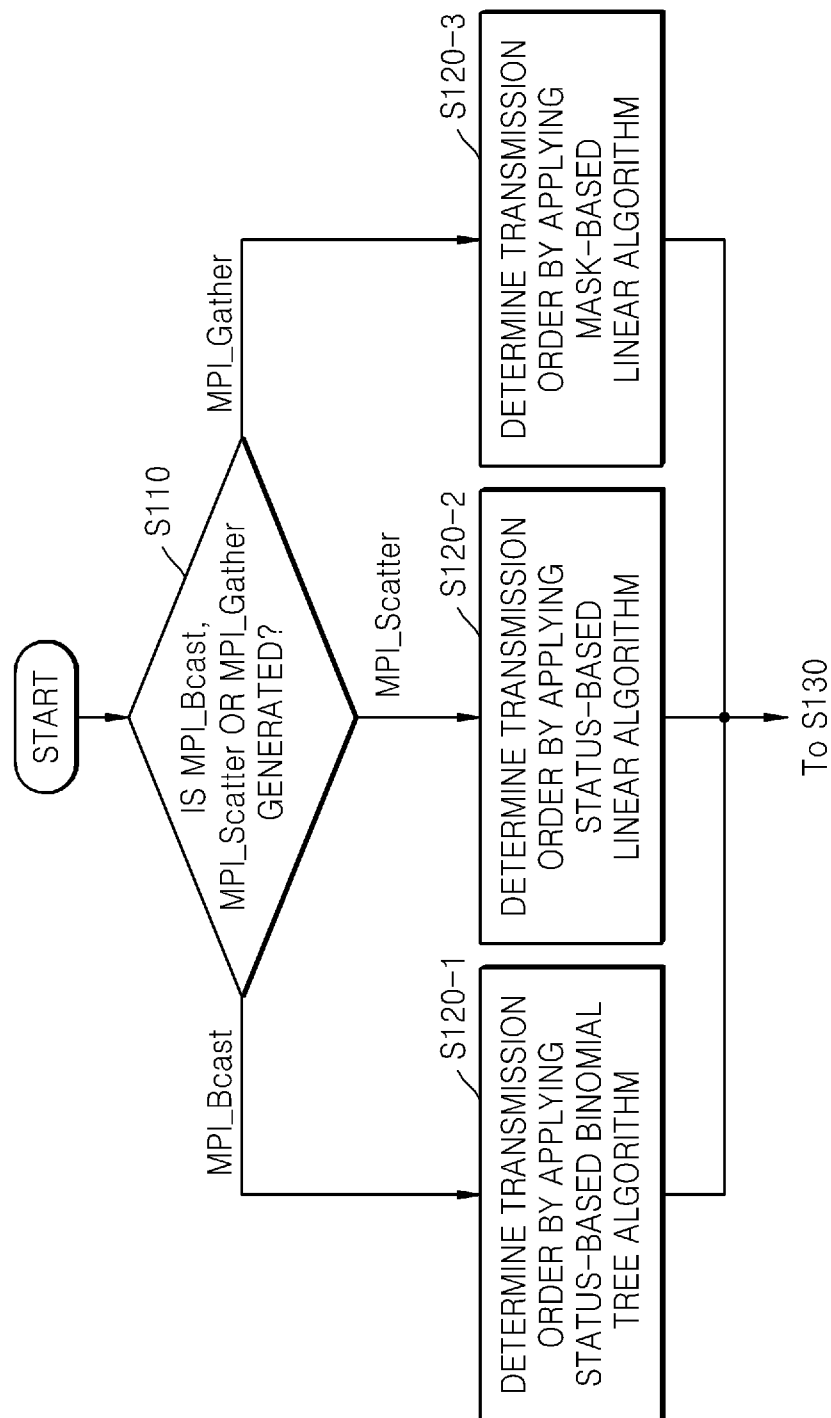 START
S110
IS MPI_Bcast,
MPI_Scatter OR MPI_Gather
GENERATED?
MPI_Bcast
MPI_Scatter
MPI_Gather
S120-1
DETERMINE TRANSMISSION
ORDER BY APPLYING
STATUS-BASED BINOMIAL
TREE ALGORITHM
S120-2
DETERMINE TRANSMISSION
ORDER BY APPLYING
STATUS-BASED
LINEAR ALGORITHM
S120-3
DETERMINE TRANSMISSION
ORDER BY APPLYING
MASK-BASED
LINEAR ALGORITHM
To S130